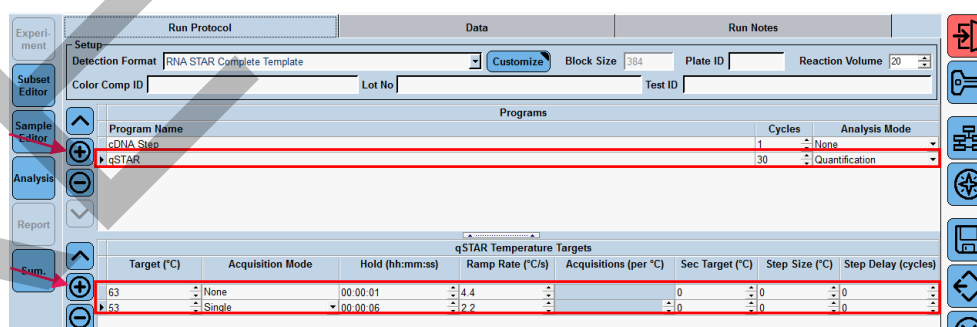 Experi-
ment
Subset
Editor
Sample
Editor
Analysis
Report
Sum.
Run Protocol
Data
Run Notes
Setup
Detection Format RNA STAR Complete Template Customize Block Size 384 Plate ID Reaction Volume 20
Color Comp ID Lot No Test ID
Programs
Program Name Cycles Analysis Mode
cDNA Step 1 None
qSTAR 30 Quantification
qSTAR Temperature Targets
Target (°C) Acquisition Mode Hold (hh:mm:ss) Ramp Rate (°C/s) Acquisitions (per °C) Sec Target (°C) Step Size (°C) Step Delay (cycles)
63 None 00:00:01 4.4 0 0 0
53 Single 00:00:06 2.2 0 0 0